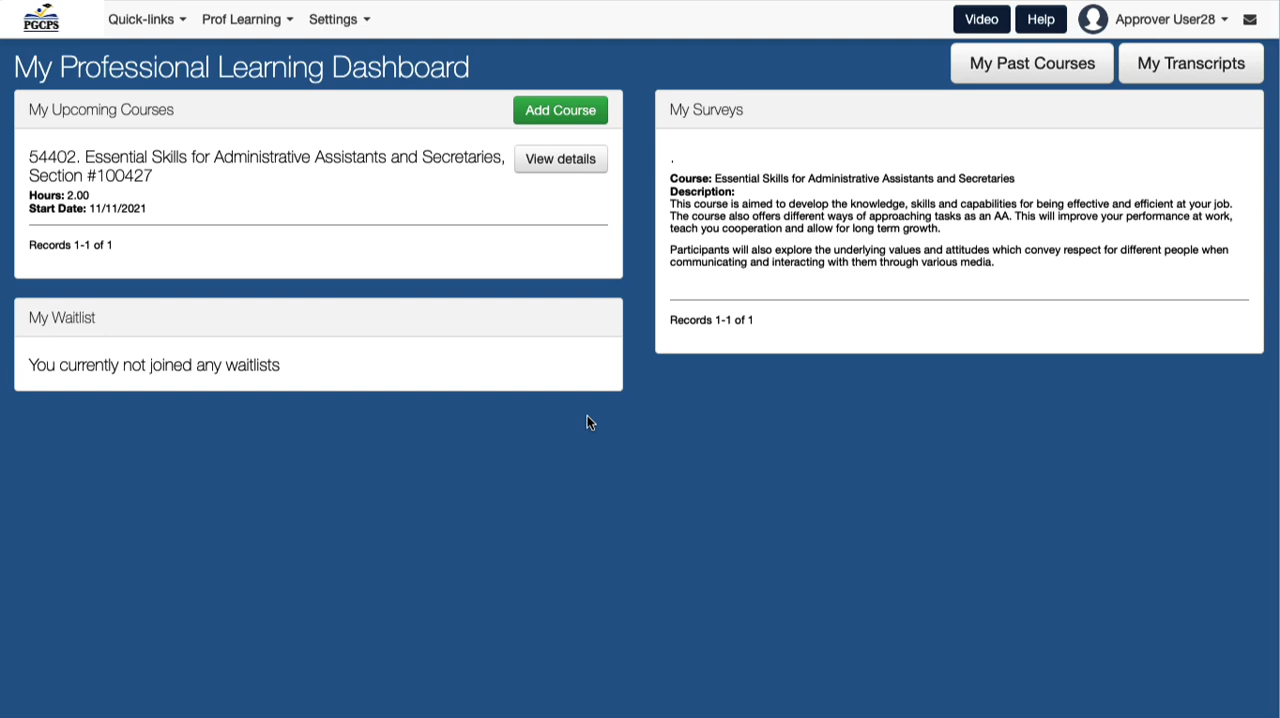 PGCPS
Quick-links
Prof Learning
Settings
Video
Help
Approver User28
My Professional Learning Dashboard
My Past Courses
My Transcripts
My Upcoming Courses
Add Course
54402. Essential Skills for Administrative Assistants and Secretaries,
Section #100427
View details
Hours: 2.00
Start Date: 11/11/2021
Records 1-1 of 1
My Waitlist
You currently not joined any waitlists
My Surveys
.
Course: Essential Skills for Administrative Assistants and Secretaries
Description:
This course is aimed to develop the knowledge, skills and capabilities for being effective and efficient at your job.
The course also offers different ways of approaching tasks as an AA. This will improve your performance at work,
teach you cooperation and allow for long term growth.
Participants will also explore the underlying values and attitudes which convey respect for different people when
communicating and interacting with them through various media.
Records 1-1 of 1